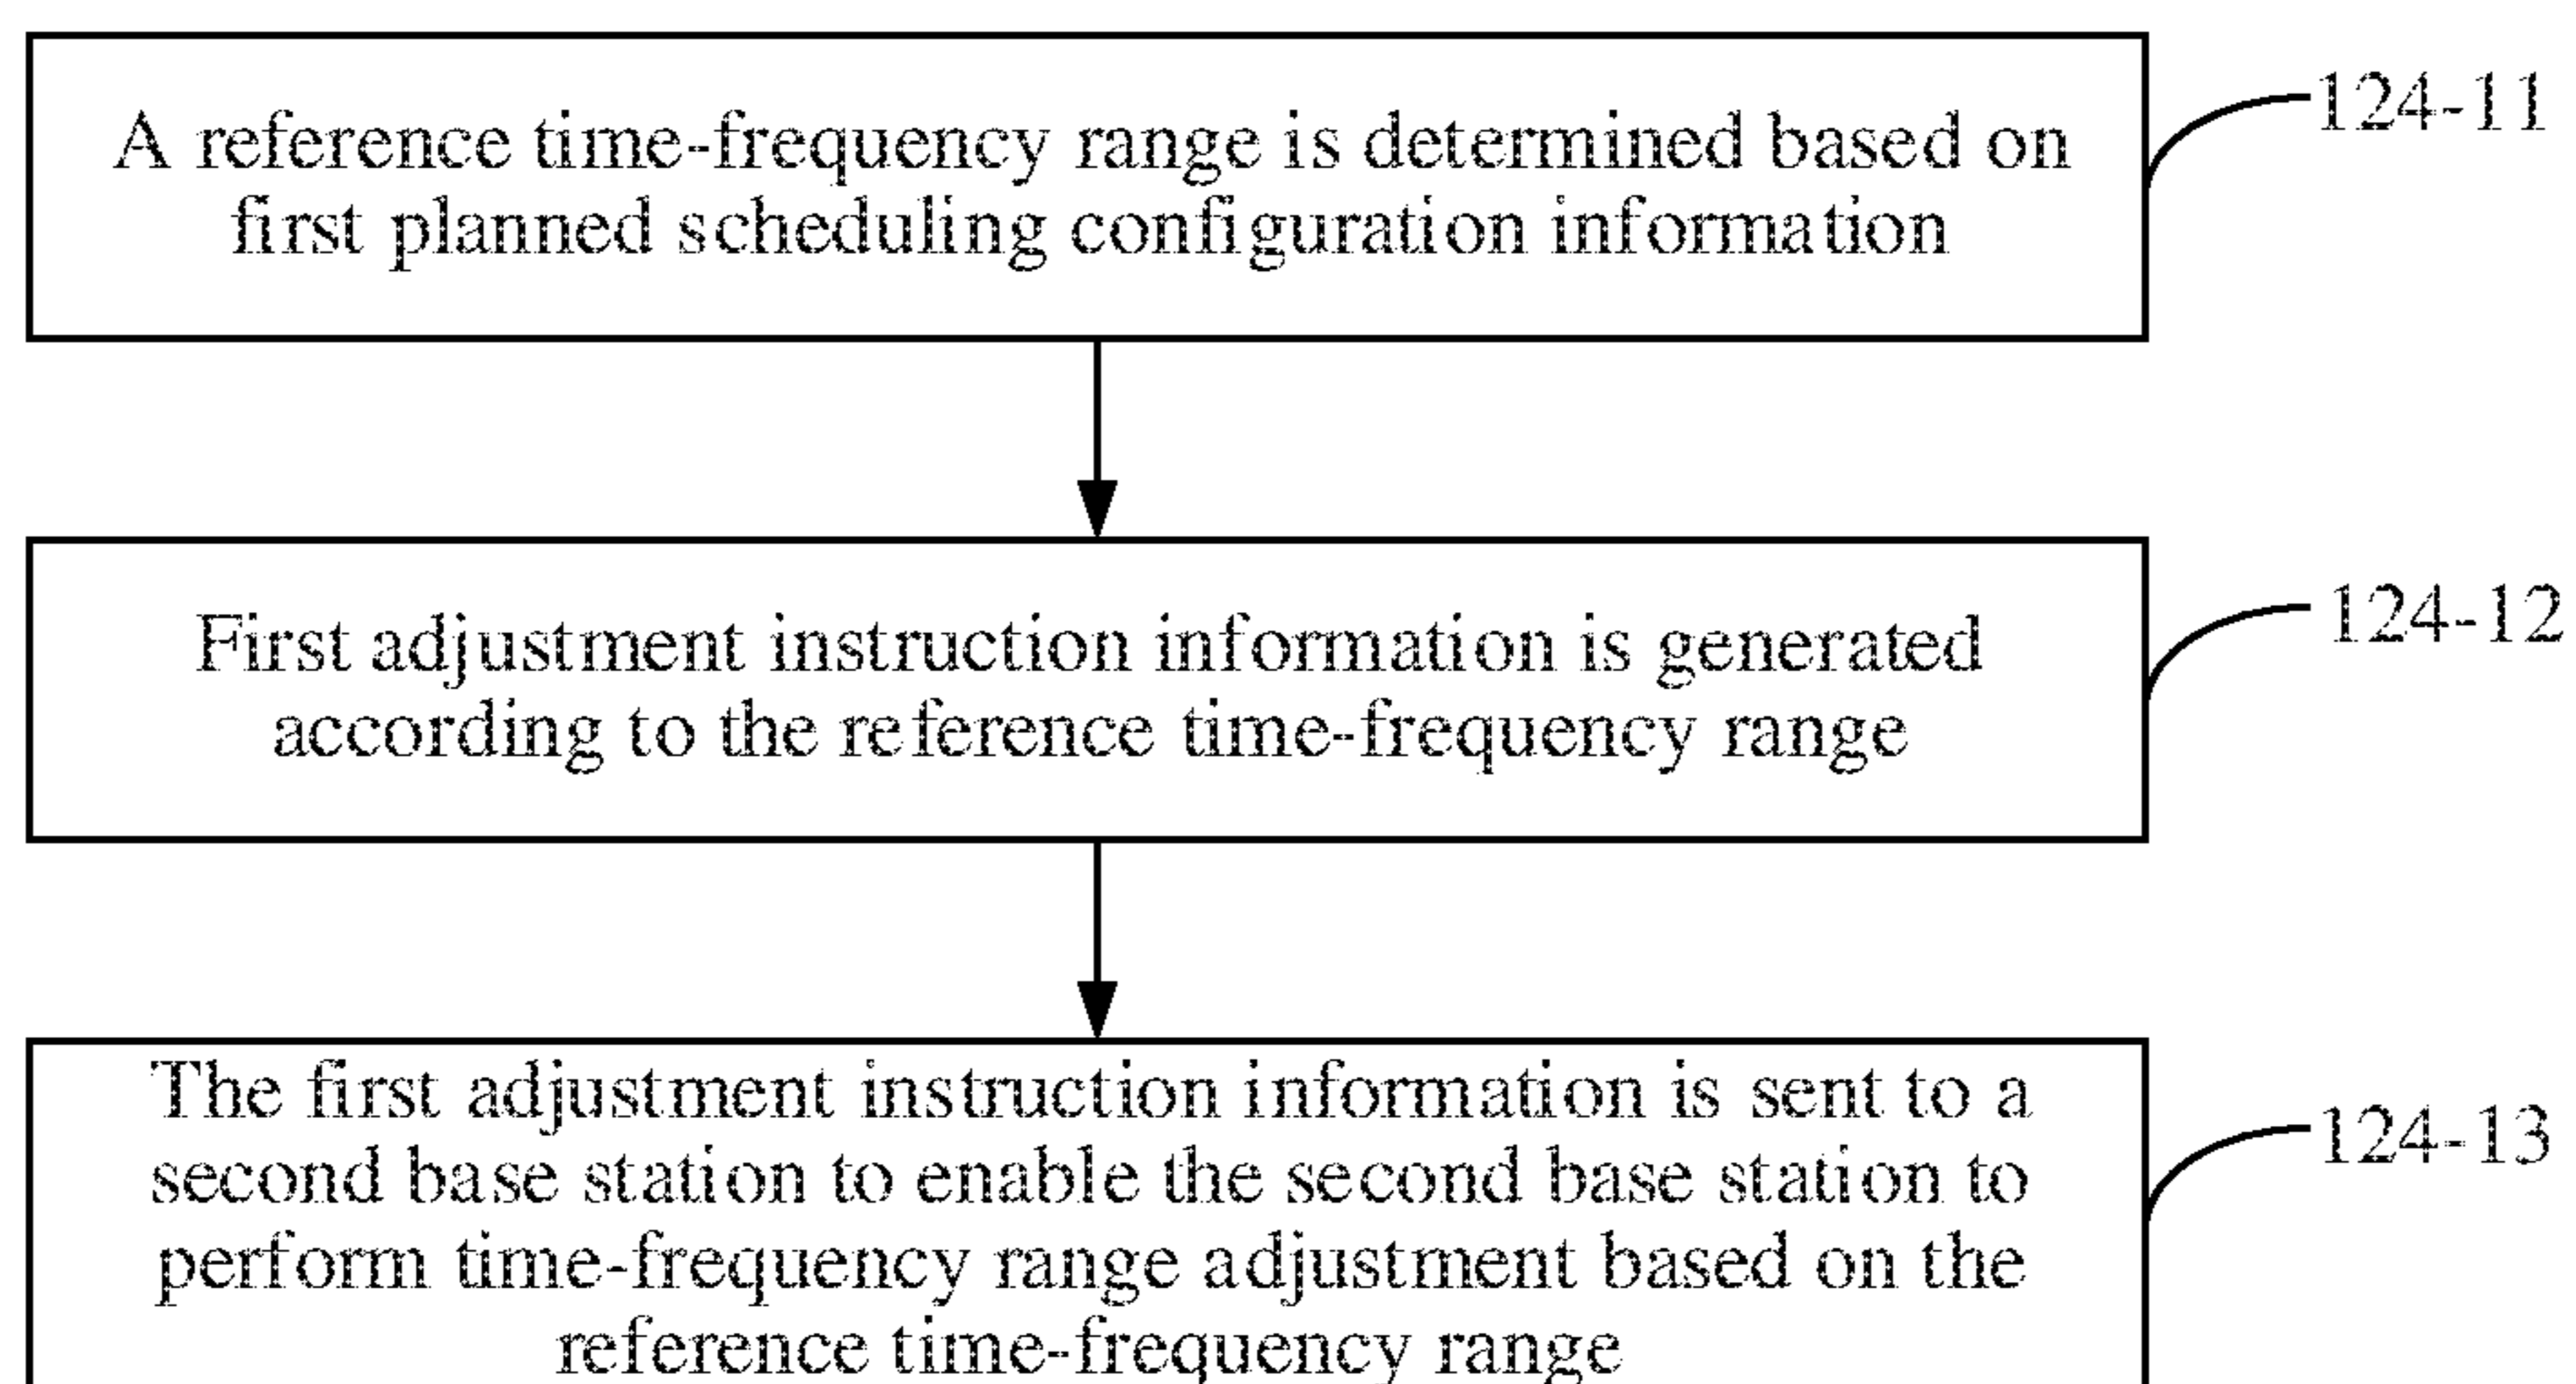 A reference time-frequency range is determined based on
first planned scheduling configuration information
124-11
First adjustment instruction information is generated
according to the reference time-frequency range
124-12
The first adjustment instruction information is sent to a
second base station to enable the second base station to
perform time-frequency range adjustment based on the
reference time-frequency range
124-13